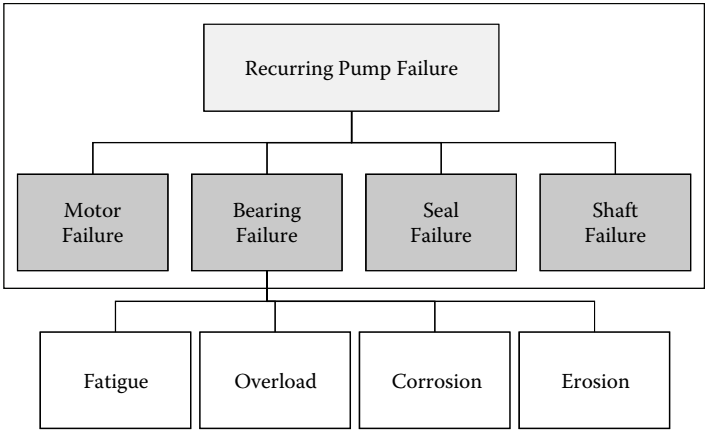 Recurring Pump Failure
Motor
Failure
Bearing
Failure
Seal
Failure
Shaft
Failure
Fatigue
Overload
Corrosion
Erosion